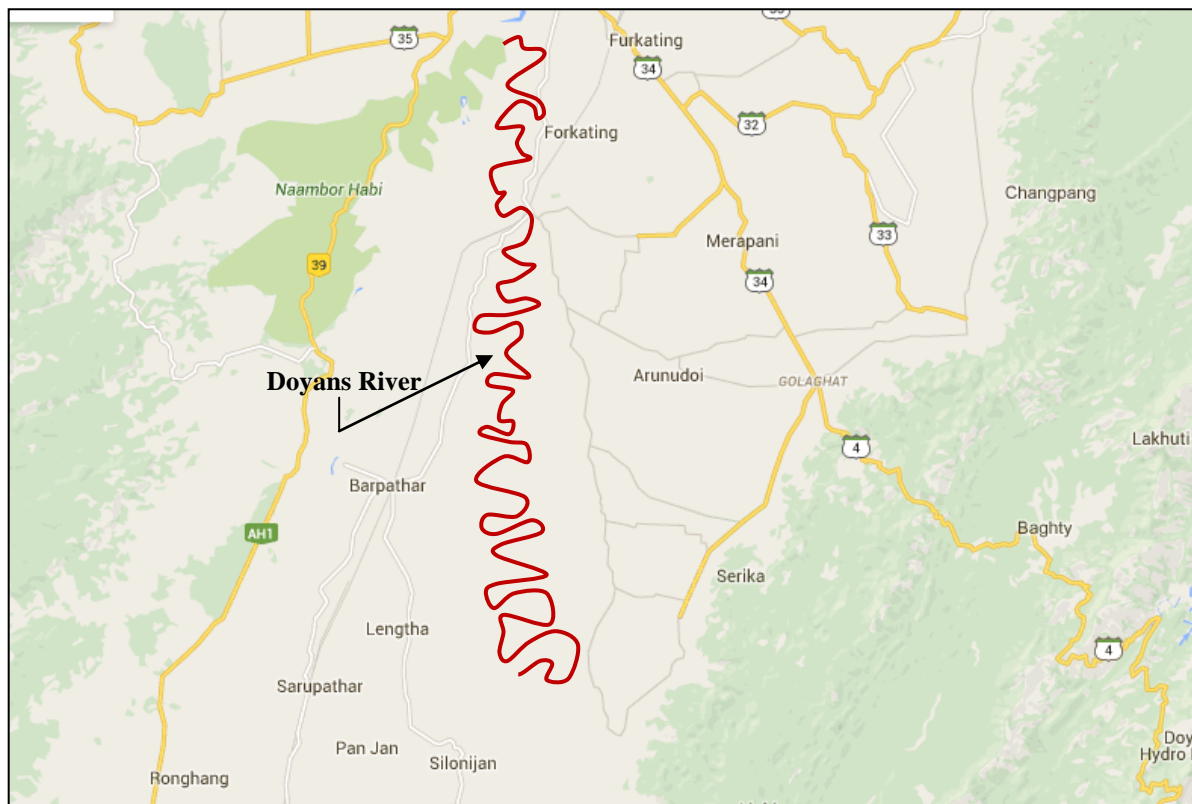 33
35
Furkating
34
32
Forkating
Naambor Habi
Changpang
Merapani
33
39
34
Doyans River
Arunudoi
GOLAGHAT
4
Lakhuti
Barpathar
Baghty
AH1
Serika
Lengtha
4
Sarupathar
Pan Jan
Doy
Hydro
Silonijan
Ronghang